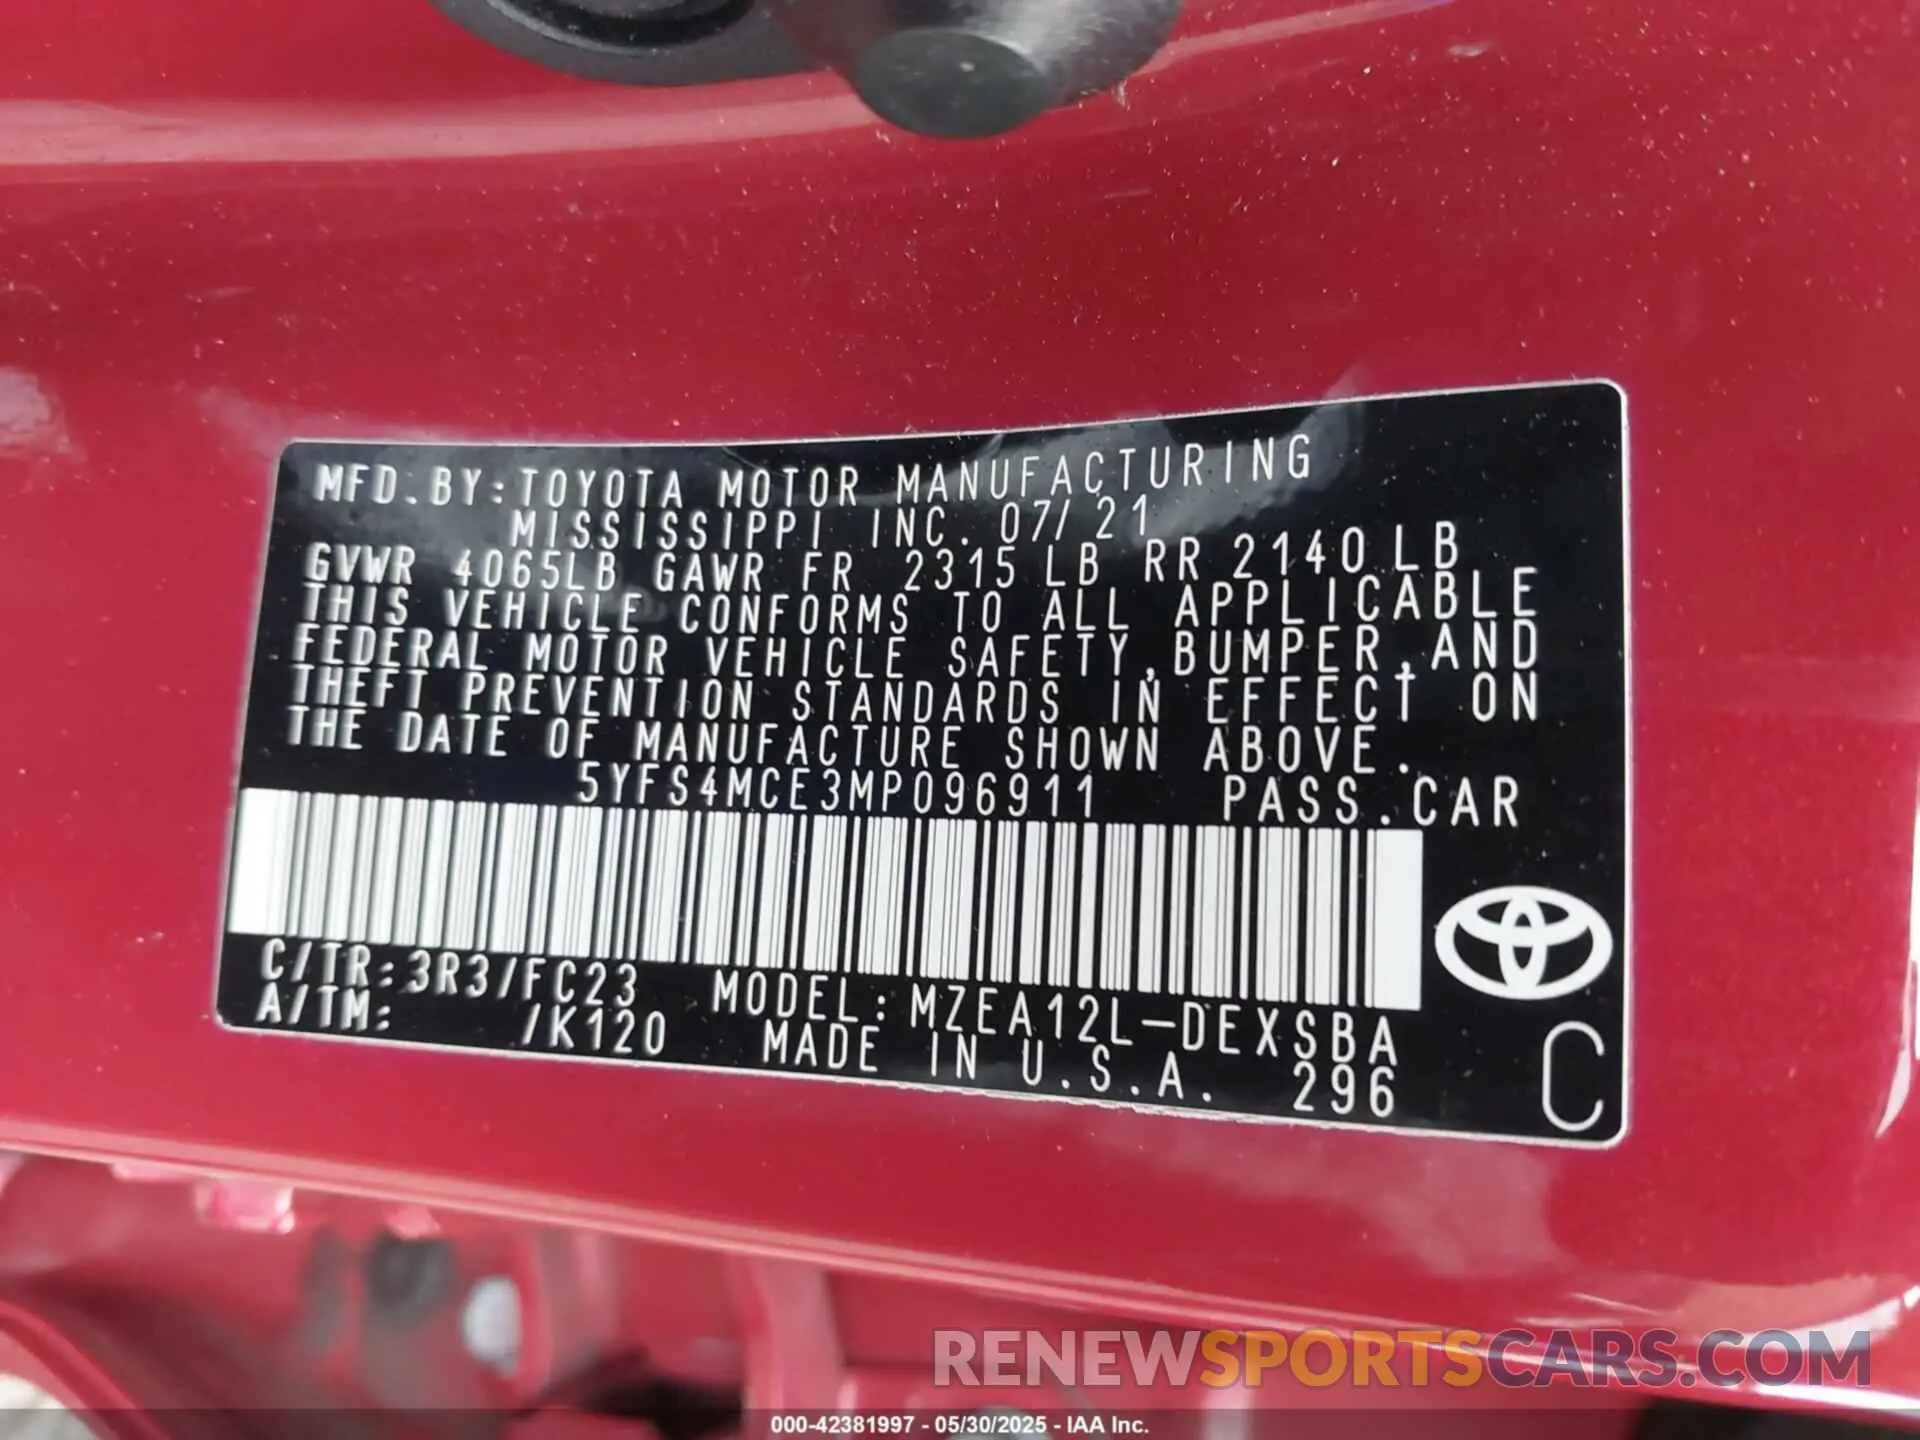 MFD.BY:TOYOTA MOTOR MANUFACTURING
MISSISSIPPI INC. 07/21
GVWR 4065LB GAWR FR 2315LB RR 2140LB
THIS VEHICLE CONFORMS TO ALL APPLICABLE
FEDERAL MOTOR VEHICLE SAFETY,BUMPER,AND
THEFT PREVENTION STANDARDS IN EFFECT ON
THE DATE OF MANUFACTURE SHOWN ABOVE.
5YFS4MCE3MP096911 PASS.CAR
C/TR:3R3/FC23 MODEL:MZEA12L-DEXSBA
A/TM: /K120 MADE IN U.S.A. 296
C
RENEWSPORTSCARS.COM
000-42381997 - 05/30/2025 - IAA Inc.